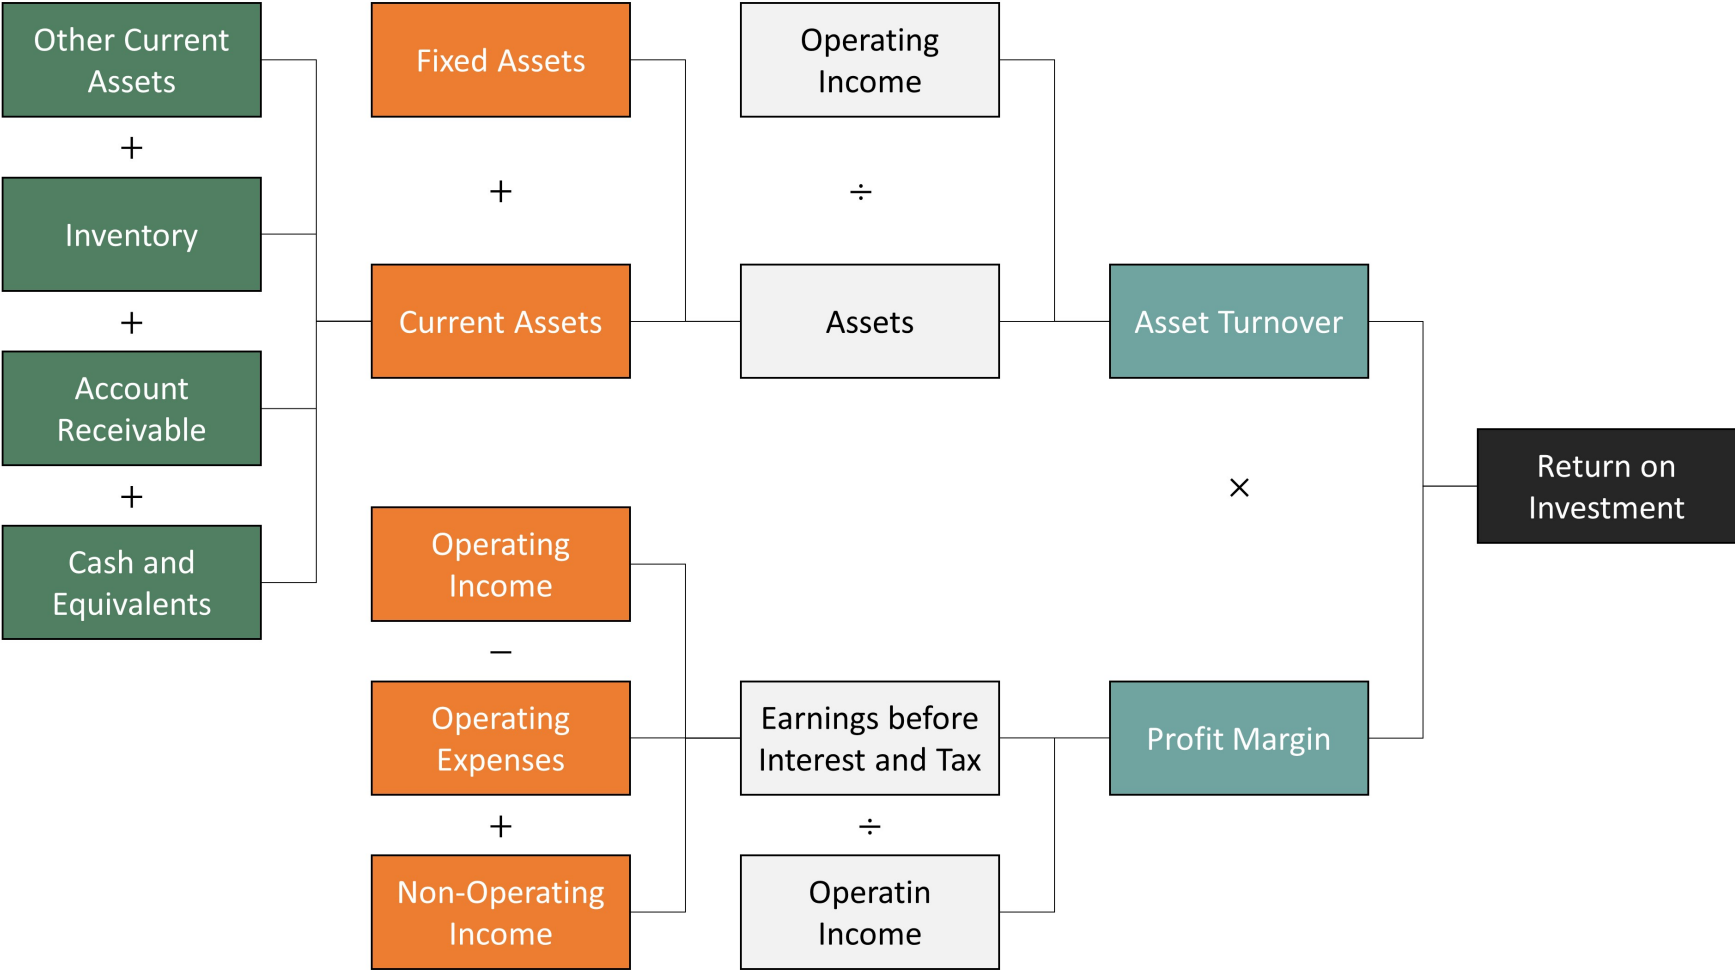 Other Current
Assets
+
Inventory
+
Account
Receivable
+
Cash and
Equivalents
Fixed Assets
+
Current Assets
Operating
Income
−
Operating
Expenses
+
Non-Operating
Income
Operating
Income
÷
Assets
Earnings before
Interest and Tax
÷
Operatin
Income
Asset Turnover
×
Profit Margin
Return on
Investment